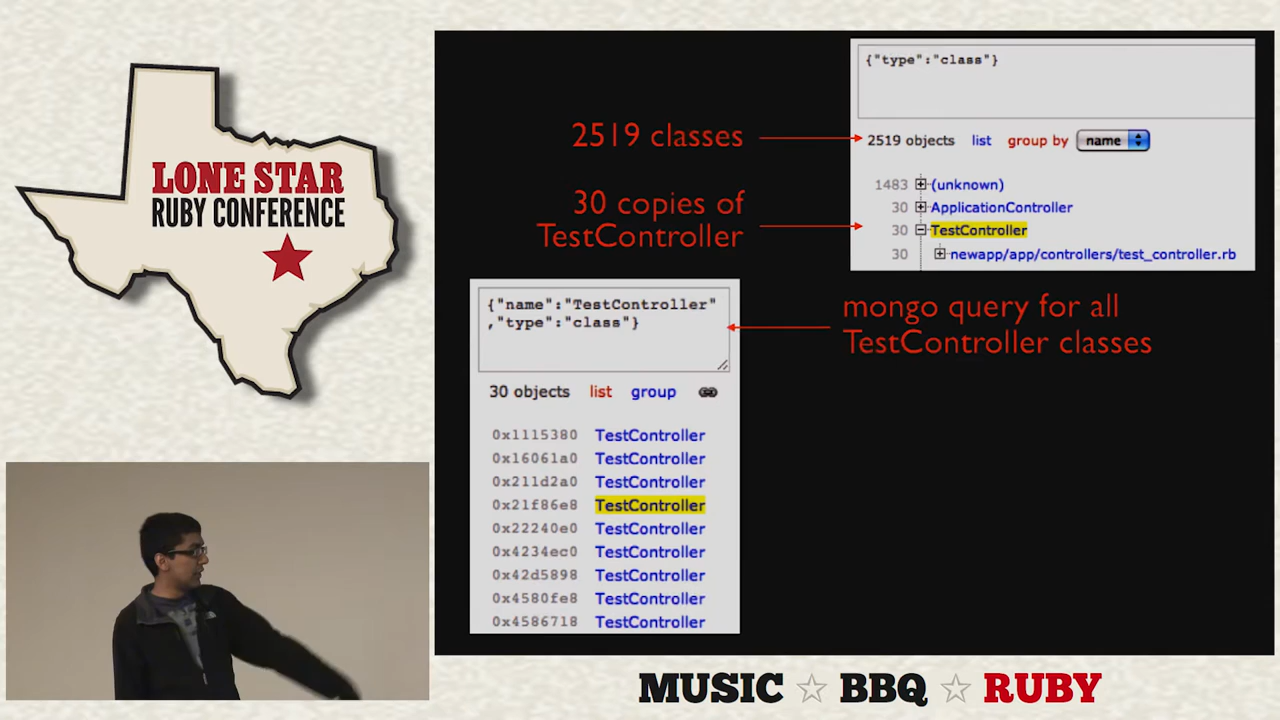 LONE STAR
RUBY CONFERENCE
{"type":"class"}
2519 classes
2519 objects list group by name
30 copies of
TestController
1483 (unknown)
30 ApplicationController
30 TestController
30 newapp/app/controllers/test_controller.rb
{"name":"TestController"
,"type":"class"}
mongo query for all
TestController classes
30 objects list group
0x1115380 TestController
0x16061a0 TestController
0x211d2a0 TestController
0x21f86e8 TestController
0x22240e0 TestController
0x4234ec0 TestController
0x42d5898 TestController
0x4580fe8 TestController
0x4586718 TestController
MUSIC ☆ BBQ ☆ RUBY